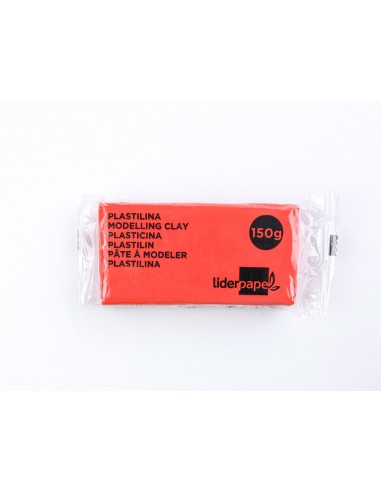 PLASTILINA
MODELLING CLAY
PLASTICINA
PLASTILIN
PÂTE À MODELER
PLASTILINA
150g
liderpapel